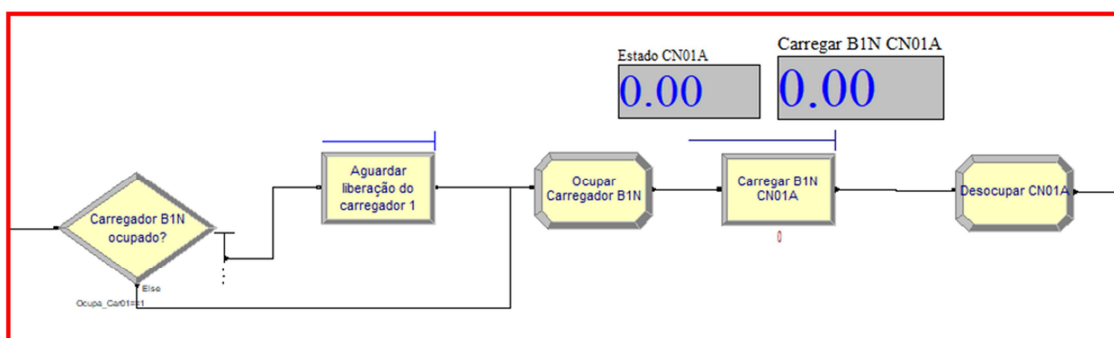 Estado CN01A
0.00
Carregar B1N CN01A
0.00
Carregador B1N
ocupado?
Else
Ocupa_Car01==1
Aguardar
liberação do
carregador 1
Ocupar
Carregador B1N
Carregar B1N
CN01A
0
Desocupar CN01A